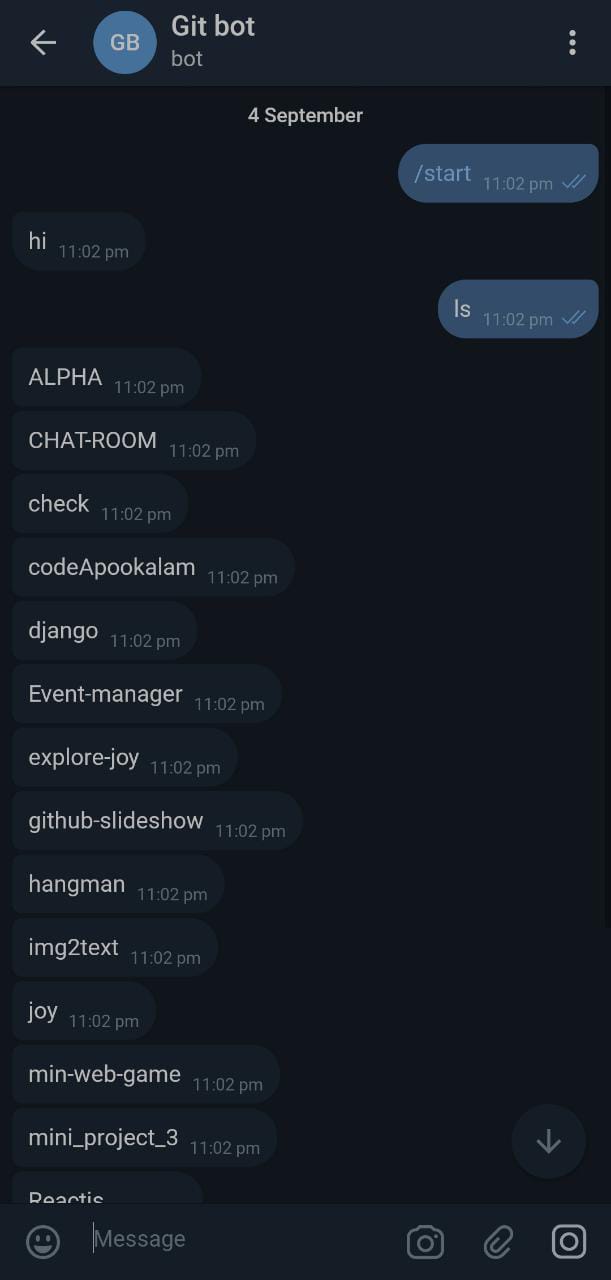 Git bot
GB
bot
4 September
/start 11:02 pm
hi 11:02 pm
ls 11:02 pm
ALPHA 11:02 pm
CHAT-ROOM 11:02 pm
check 11:02 pm
codeApookalam 11:02 pm
django 11:02 pm
Event-manager 11:02 pm
explore-joy 11:02 pm
github-slideshow 11:02 pm
hangman 11:02 pm
img2text 11:02 pm
joy 11:02 pm
min-web-game 11:02 pm
mini_project_3 11:02 pm
Reactjs
Message